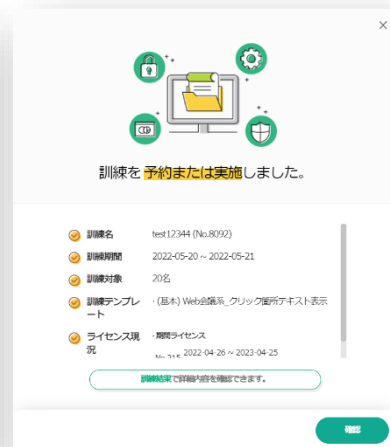 訓練を 予約または実施しました。
訓練名 test12344 (No.8092)
訓練期間 2022-05-20 ~ 2022-05-21
訓練対象 20名
訓練テンプレ ・(基本) Web会議系_クリック箇所テキスト表示
ート
ライセンス現 ・期間ライセンス
況
No.215 2022-04-26 ~ 2023-04-25
訓練結果で詳細内容を確認できます。
確認